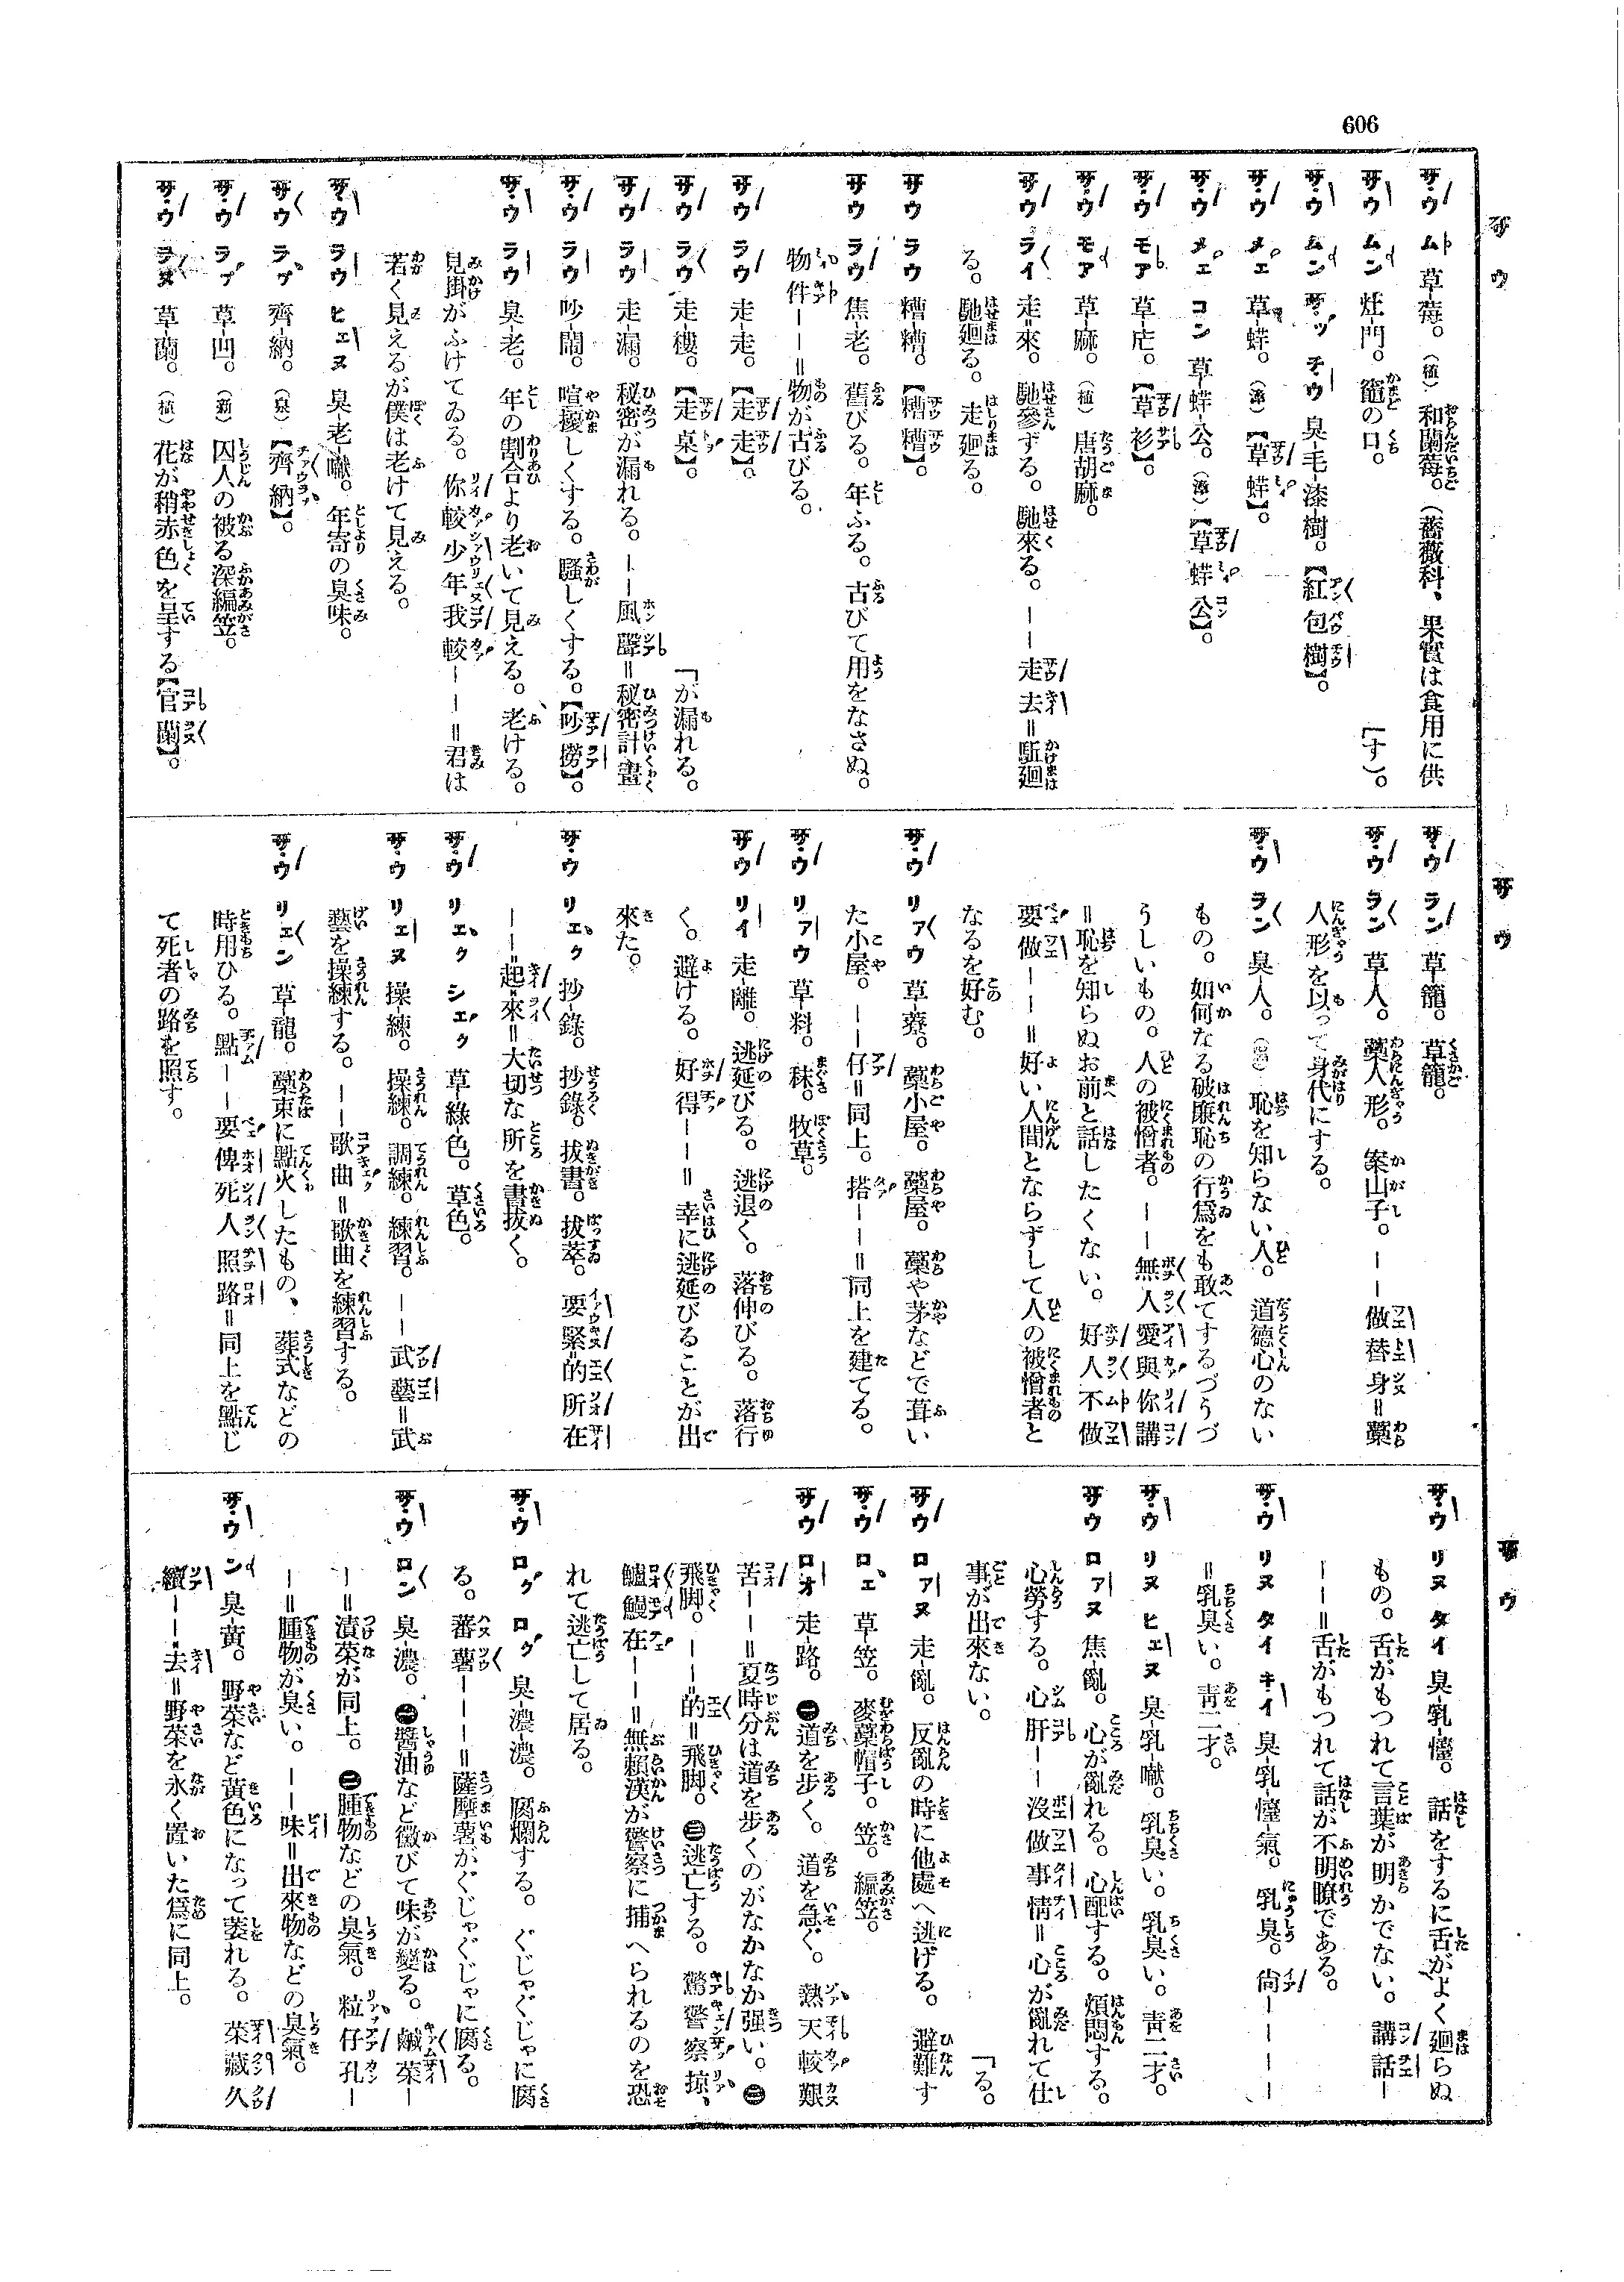 606
サウ
サウ ム 草-莓。(植)和蘭莓。(薔薇科、果實は食用に供
サウ ムン 灶-門。竈の口。「す)。
サウ ムン サッ チウ 臭-毛-漆-樹。【紅包樹】。
サウ メェ 草-蜢。(滲)【草蜢】。
サウ メェ コン 草-蜢-公。(滲)【草蜢公】。
サウ モア 草-疕。【草衫】。
サウ モア 草-麻。(植)唐胡麻。
サウ ライ 走-來。馳參ずる。馳來る。――走去=駈廻
る。馳廻る。走廻る。
サウ ラウ 糟-糟。【糟糟】。
サウ ラウ 焦-老。舊びる。年ふる。古びて用をなさぬ。
物件――=物が古びる。
サウ ラウ 走-走。【走走】。
サウ ラウ 走-樓。【走桌】。「が漏れる。
サウ ラウ 走-漏。秘密が漏れる。――風聲=秘密計畫
サウ ラウ 吵-鬧。喧擾しくする。騷しくする。【吵撈】。
サウ ラウ 臭-老。年の割合より老いて見える。老ける。
見掛がふけてゐる。你較少年我較――=君は
若く見えるが僕は老けて見える。
サウ ラウ ヒェヌ 臭-老-囐。年寄の臭味。
サウ ラプ 齊-納。(泉)【齊納】。
サウ ラプ 草-凹。(新)囚人の被る深編笠。
サウ ラヌ 草-蘭。(植)花が稍赤色を呈する【官蘭】。
サウ
サウ ラン 草-籠。草籠。
サウ ラン 草-人。藁人形。案山子。――做替身=藁
人形を以って身代にする。
サウ ラン 臭-人。(罵)恥を知らない人。道德心のない
もの。如何なる破廉恥の行爲をも敢てするづうづ
うしいもの。人の被憎者。――無人愛與你講
=恥を知らぬお前と話したくない。好人不做
要做――=好い人間とならずして人の被憎者と
なるを好む。
サウ リァウ 草-藔。藁小屋。藁屋。藁や茅などで葺い
た小屋。――仔=同上。搭――=同上を建てる。
サウ リァウ 草-料。秣。牧草。
サウ リイ 走-離。逃延びる。逃退く。落伸びる。落行
く。避ける。好得――=幸に逃延びることが出
來た。
サウ リェク 抄-錄。抄錄。拔書。拔萃。要緊的所在
――起來=大切な所を書拔く。
サウ リェク シェク 草-綠-色。草色。
サウ リェヌ 操-練。操練。調練。練習。――武藝=武
藝を操練する。――歌曲=歌曲を練習する。
サウ リェン 草-龍。藁束に點火したもの、葬式などの
時用ひる。點――要俾死人照路=同上を點じ
て死者の路を照す。
サウ
サウ リヌ タイ 臭-乳-儓。話をするに舌がよく廻らぬ
もの。舌がもつれて言葉が明かでない。講話―
――=舌がもつれて話が不明瞭である。
サウ リヌ タイ キイ 臭-乳-儓-氣。乳臭。尙――――
=乳臭い。靑二才。
サウ リヌ ヒェヌ 臭-乳-囐。乳臭い。乳臭い。靑二才。
サウ ロァヌ 焦-亂。心が亂れる。心配する。煩悶する。
心勞する。心肝――沒做事情=心が亂れて仕
事が出來ない。「る。
サウ ロァヌ 走-亂。反亂の時に他處へ逃げる。避難す
サウ ロェ 草-笠。麥藁帽子。笠。編笠。
サウ ロオ 走-路。㊀道を步く。道を急ぐ。熱天較艱
苦――=夏時分は道を步くのがなかなか强い。㊁
飛脚。――的=飛脚。㊂逃亡する。驚警察掠、
鱸鰻在――=無賴漢が警察に捕へられるのを恐
れて逃亡して居る。
サウ ログ ログ 臭-濃-濃。腐爛する。ぐじゃぐじゃに腐
る。蕃薯―――=薩摩薯がぐじゃぐじゃに腐る。
サウ ロン 臭-濃。㊀醬油など黴びて味が變る。鹹菜―
―=漬菜が同上。㊁腫物などの臭氣。粒仔孔―
―=腫物が臭い。――味=出來物などの臭氣。
サウ ン 臭-黃。野菜など黃色になって萎れる。菜藏久
續――去=野菜を永く置いた爲に同上。